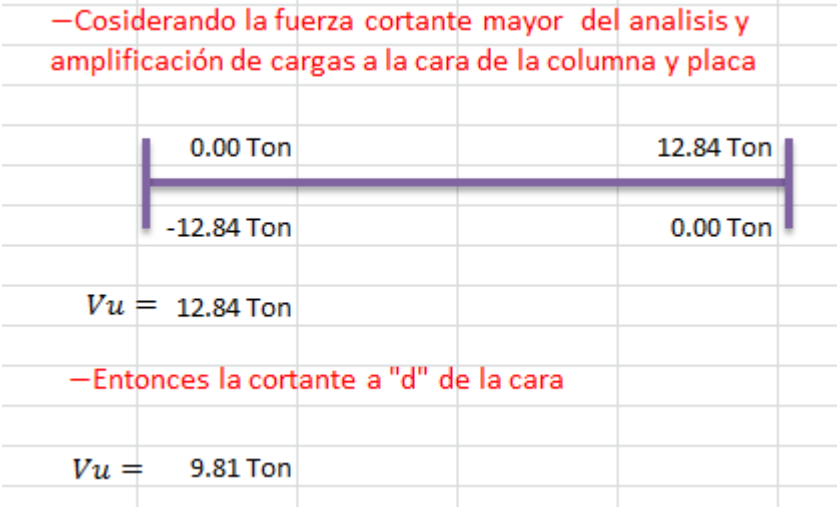 —Cosiderando la fuerza cortante mayor del analisis y
amplificación de cargas a la cara de la columna y placa
0.00 Ton 12.84 Ton
-12.84 Ton 0.00 Ton
Vu = 12.84 Ton
—Entonces la cortante a "d" de la cara
Vu = 9.81 Ton